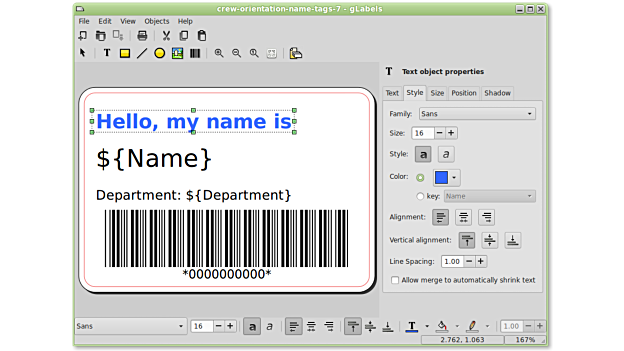 crew-orientation-name-tags-7 - gLabels
File Edit View Objects Help
Text object properties
Text Style Size Position Shadow
Hello, my name is
${Name}
Department: ${Department}
*0000000000*
Family: Sans
Size: 16
Style: a a
Color:
key: Name
Alignment:
Vertical alignment:
Line Spacing: 1.00
Allow merge to automatically shrink text
Sans 16 a a T 1.00
2.762, 1.063 167%